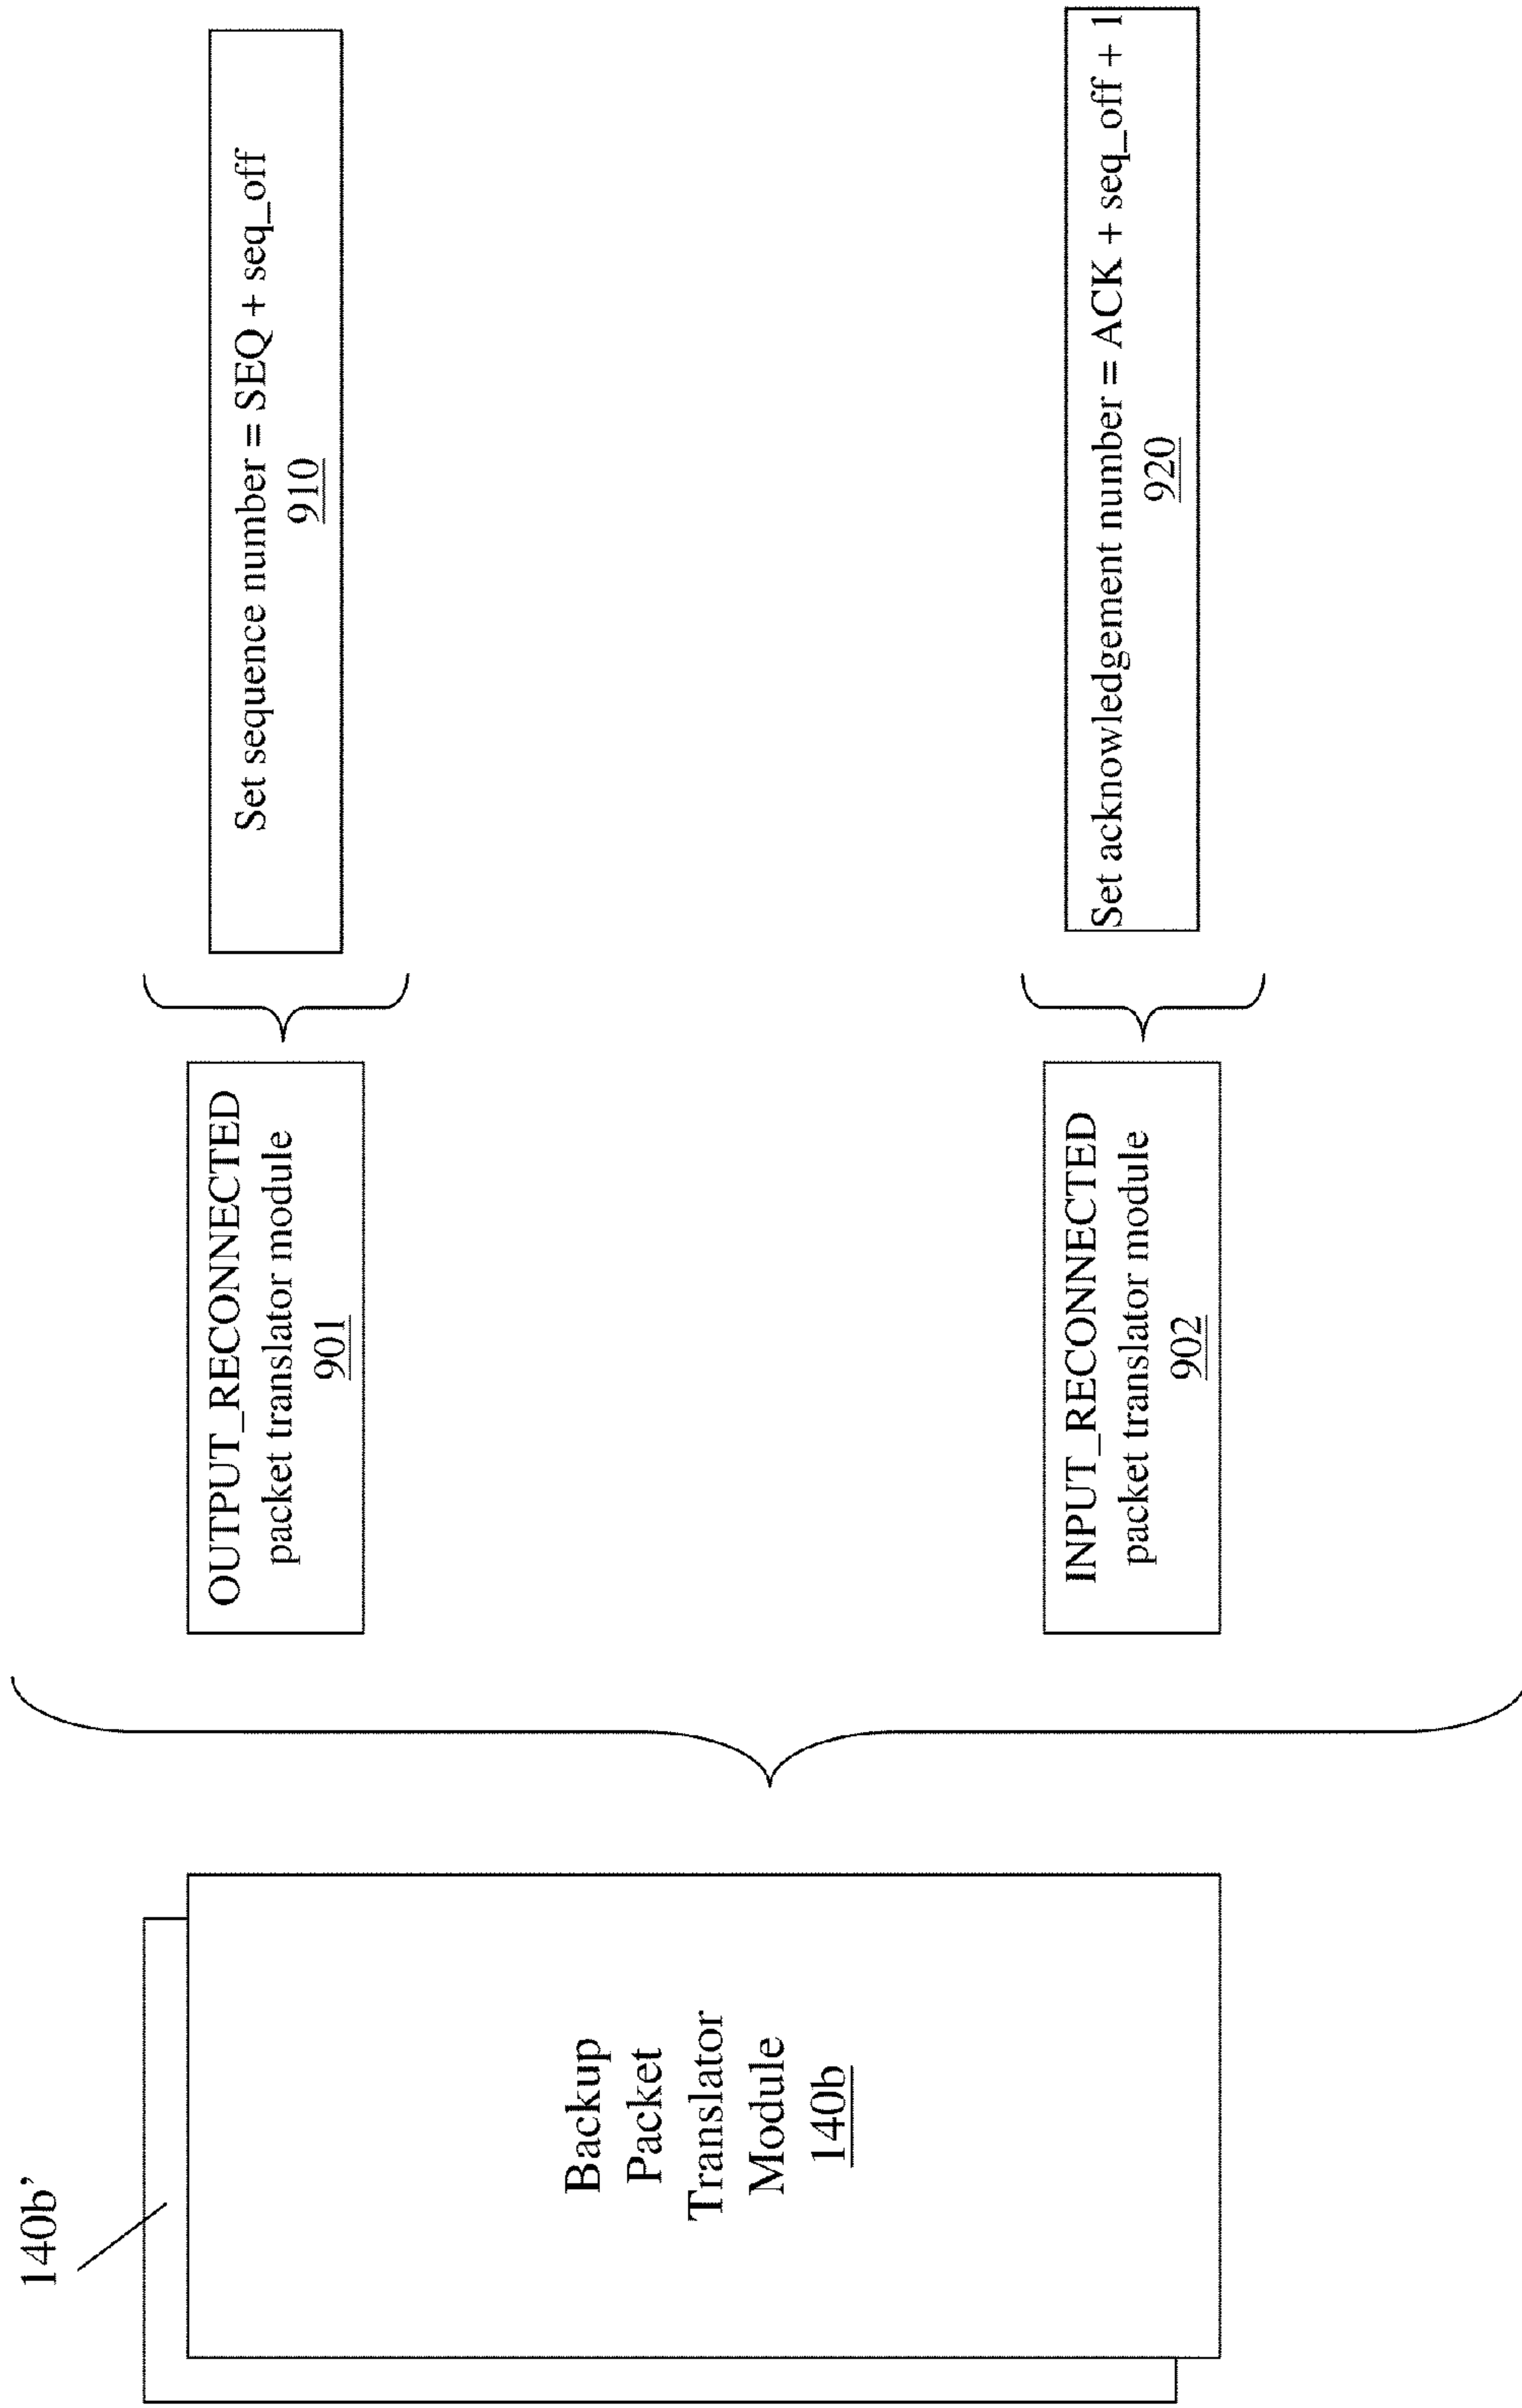 140b’
Backup
Packet
Translator
Module
140b
OUTPUT_RECONNECTED
packet translator module
901
Set sequence number = SEQ + seq_off
910
INPUT_RECONNECTED
packet translator module
902
Set acknowledgement number = ACK + seq_off + 1
920